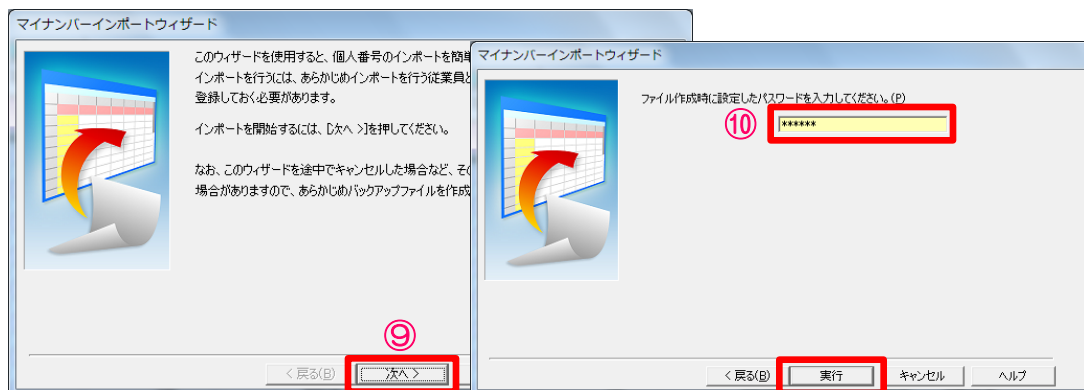 マイナンバーインポートウィザード
このウィザードを使用すると、個人番号のインポートを簡単
インポートを行うには、あらかじめインポートを行う従業員と
登録しておく必要があります。
インポートを開始するには、[次へ >]を押してください。
なお、このウィザードを途中でキャンセルした場合など、そ
場合がありますので、あらかじめバックアップファイルを作成
⑨
< 戻る(B)
次へ >
マイナンバーインポートウィザード
ファイル作成時に設定したパスワードを入力してください。(P)
⑩
******
< 戻る(B)
実行
キャンセル
ヘルプ